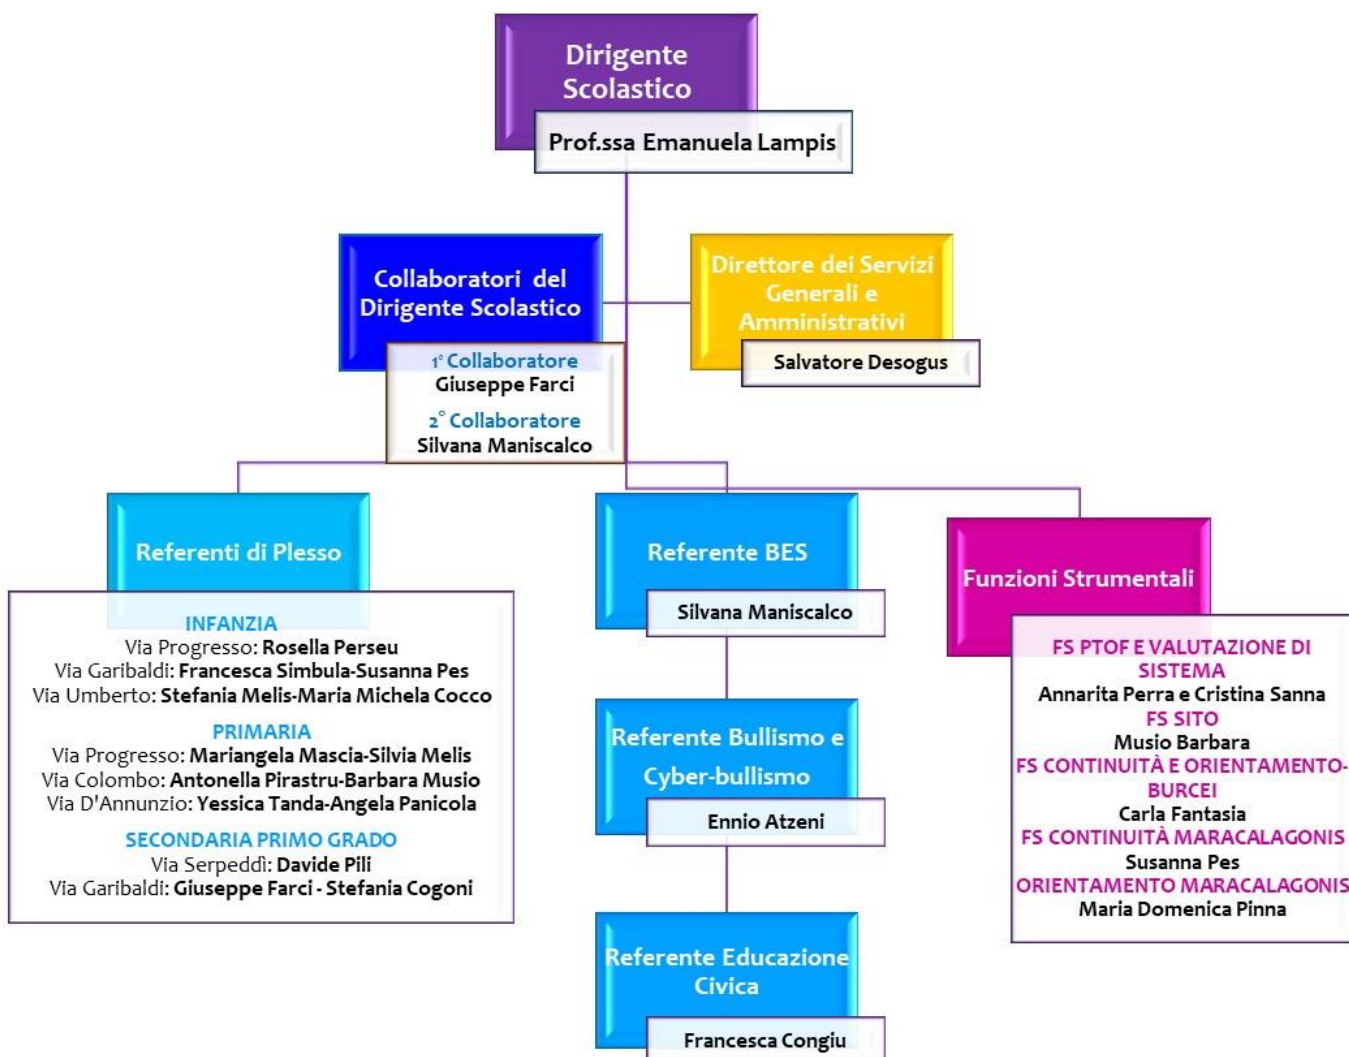 Dirigente
Scolastico
Prof.ssa Emanuela Lampis
Collaboratori del
Dirigente Scolastico
1° Collaboratore
Giuseppe Farci
2° Collaboratore
Silvana Maniscalco
Direttore dei Servizi
Generali e
Amministrativi
Salvatore Desogus
Referenti di Plesso
INFANZIA
Via Progresso: Rosella Perseu
Via Garibaldi: Francesca Simbula-Susanna Pes
Via Umberto: Stefania Melis-Maria Michela Cocco
PRIMARIA
Via Progresso: Mariangela Mascia-Silvia Melis
Via Colombo: Antonella Pirastru-Barbara Musio
Via D'Annunzio: Yessica Tanda-Angela Panicola
SECONDARIA PRIMO GRADO
Via Serpeddì: Davide Pili
Via Garibaldi: Giuseppe Farci - Stefania Cogoni
Referente BES
Silvana Maniscalco
Referente Bullismo e
Cyber-bullismo
Ennio Atzeni
Referente Educazione
Civica
Francesca Congiu
Funzioni Strumentali
FS PTOF E VALUTAZIONE DI
SISTEMA
Annarita Perra e Cristina Sanna
FS SITO
Musio Barbara
FS CONTINUITÀ E ORIENTAMENTO-
BURCEI
Carla Fantasia
FS CONTINUITÀ MARACALAGONIS
Susanna Pes
ORIENTAMENTO MARACALAGONIS
Maria Domenica Pinna